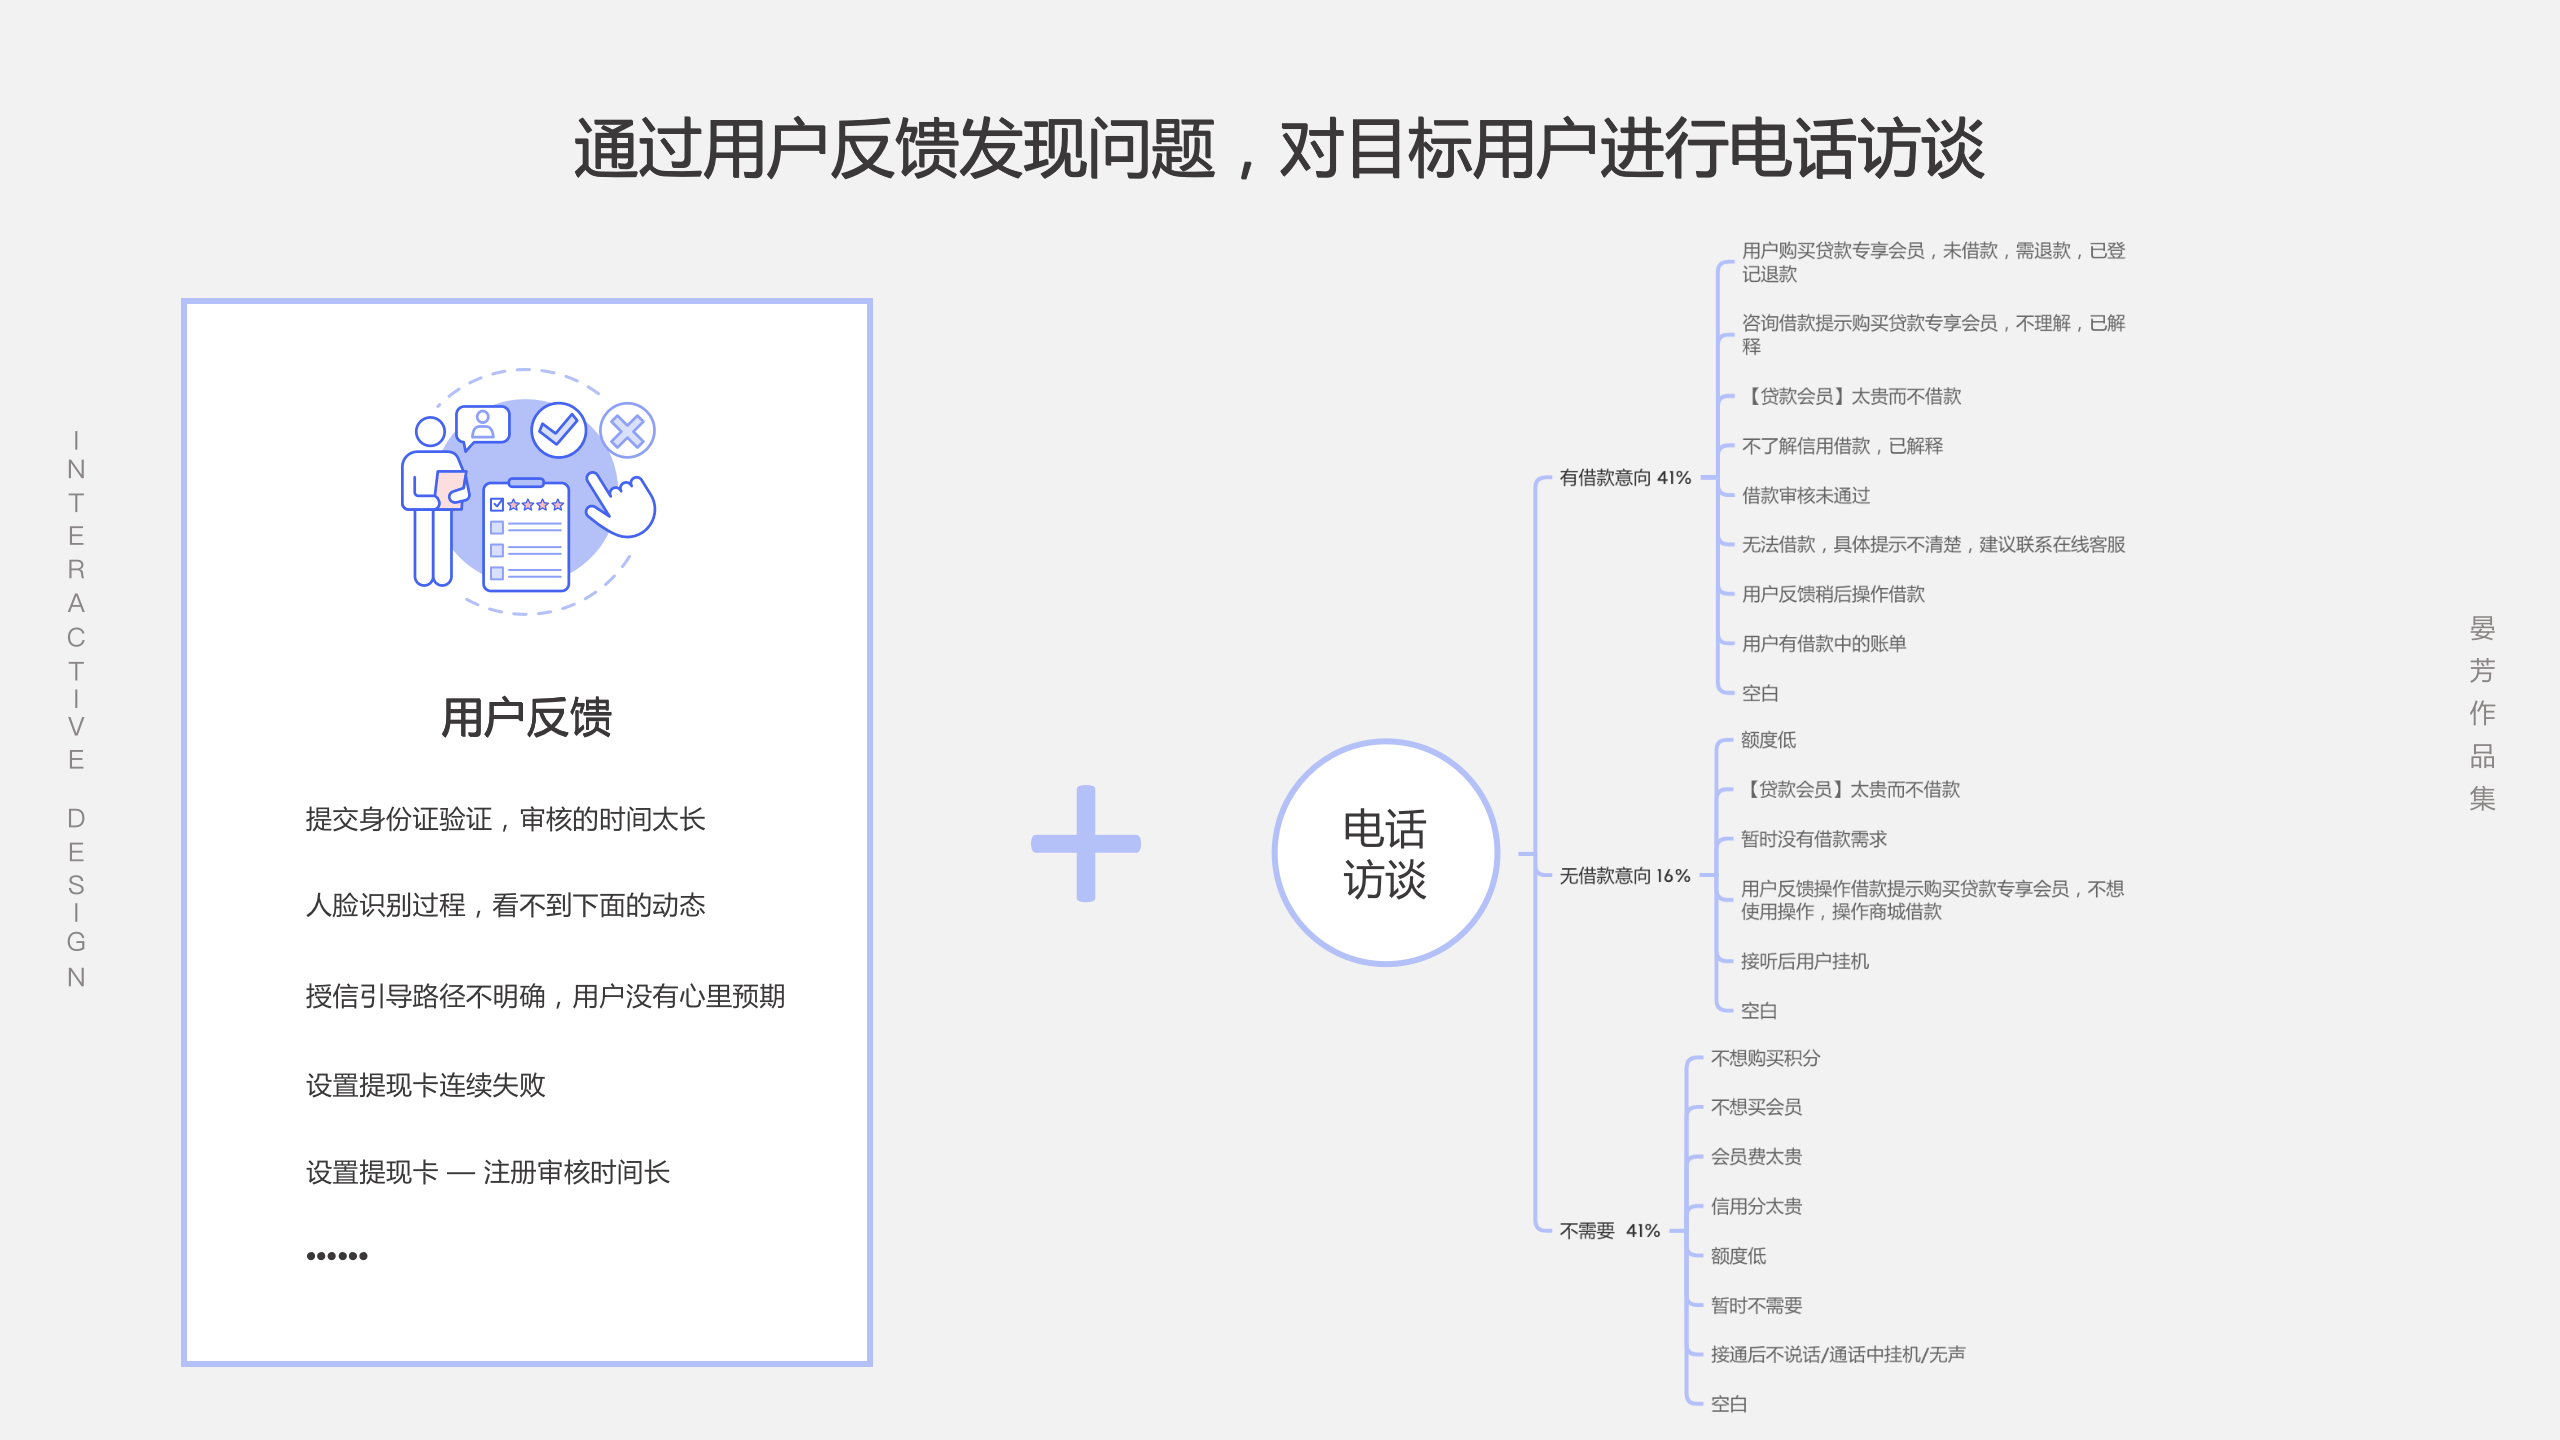 通过用户反馈发现问题，对目标用户进行电话访谈
INTERACTIVE DESIGN
用户反馈
提交身份证验证，审核的时间太长
人脸识别过程，看不到下面的动态
授信引导路径不明确，用户没有心里预期
设置提现卡连续失败
设置提现卡 — 注册审核时间长
••••••
电话
访谈
有借款意向 41%
用户购买贷款专享会员，未借款，需退款，已登
记退款
咨询借款提示购买贷款专享会员，不理解，已解
释
【贷款会员】太贵而不借款
不了解信用借款，已解释
借款审核未通过
无法借款，具体提示不清楚，建议联系在线客服
用户反馈稍后操作借款
用户有借款中的账单
空白
无借款意向 16%
额度低
【贷款会员】太贵而不借款
暂时没有借款需求
用户反馈操作借款提示购买贷款专享会员，不想
使用操作，操作商城借款
接听后用户挂机
空白
不需要 41%
不想购买积分
不想买会员
会员费太贵
信用分太贵
额度低
暂时不需要
接通后不说话/通话中挂机/无声
空白
晏芳作品集